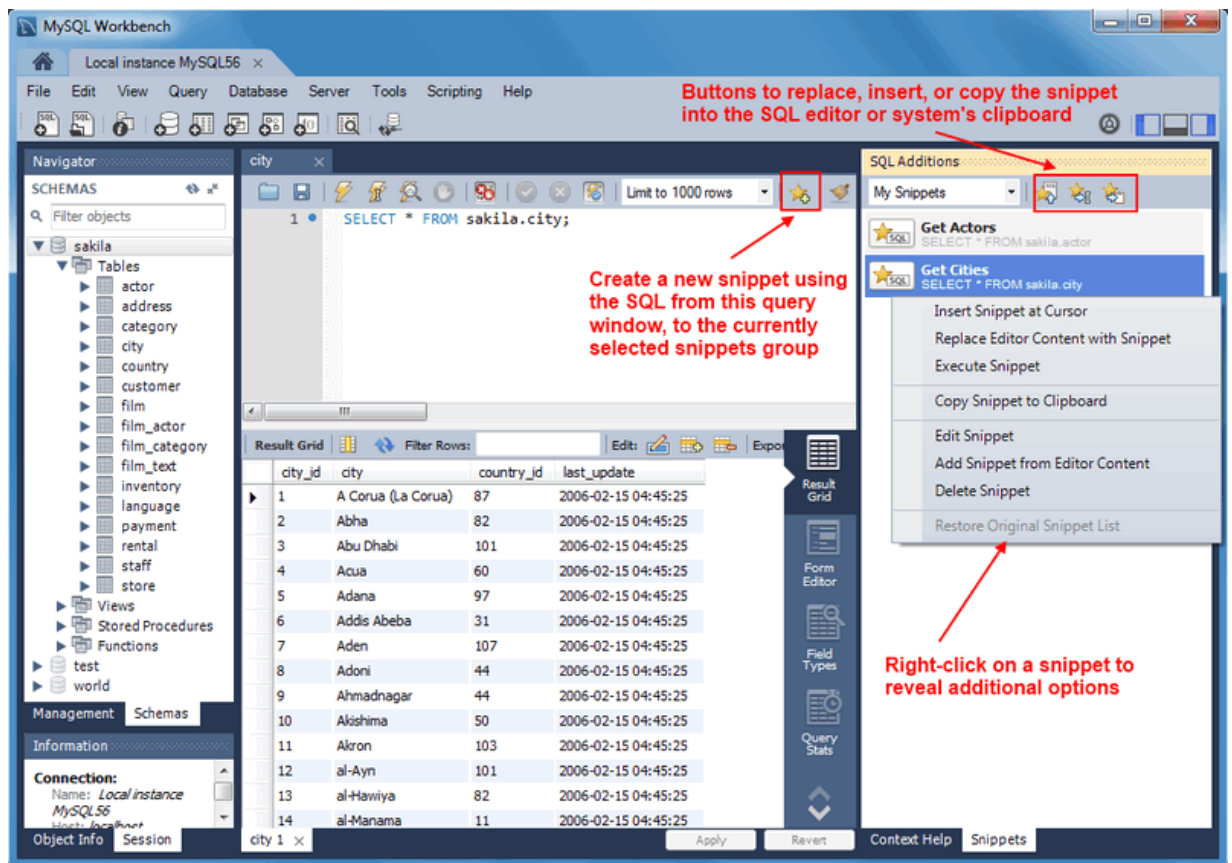 MySQL Workbench
Local instance MySQL56
File Edit View Query Database Server Tools Scripting Help
Buttons to replace, insert, or copy the snippet
into the SQL editor or system's clipboard
Navigator
SCHEMAS
Filter objects
sakila
Tables
actor
address
category
city
country
customer
film
film_actor
film_category
film_text
inventory
language
payment
rental
staff
store
Views
Stored Procedures
Functions
test
world
Management Schemas
Information
Connection:
Name: Local instance
MySQL56
Host: localhost
Object Info Session
city
Limit to 1000 rows
1 SELECT * FROM sakila.city;
Create a new snippet using
the SQL from this query
window, to the currently
selected snippets group
Result Grid Filter Rows: Edit: Expor
city_id city country_id last_update
1 A Corua (La Corua) 87 2006-02-15 04:45:25
2 Abha 82 2006-02-15 04:45:25
3 Abu Dhabi 101 2006-02-15 04:45:25
4 Acua 60 2006-02-15 04:45:25
5 Adana 97 2006-02-15 04:45:25
6 Addis Abeba 31 2006-02-15 04:45:25
7 Aden 107 2006-02-15 04:45:25
8 Adoni 44 2006-02-15 04:45:25
9 Ahmadnagar 44 2006-02-15 04:45:25
10 Akishima 50 2006-02-15 04:45:25
11 Akron 103 2006-02-15 04:45:25
12 al-Ayn 101 2006-02-15 04:45:25
13 al-Hawiya 82 2006-02-15 04:45:25
14 al-Manama 11 2006-02-15 04:45:25
city 1
Apply Revert
Result
Grid
Form
Editor
Field
Types
Query
Stats
SQL Additions
My Snippets
SQL
Get Actors
SELECT * FROM sakila.actor
SQL
Get Cities
SELECT * FROM sakila.city
Insert Snippet at Cursor
Replace Editor Content with Snippet
Execute Snippet
Copy Snippet to Clipboard
Edit Snippet
Add Snippet from Editor Content
Delete Snippet
Restore Original Snippet List
Right-click on a snippet to
reveal additional options
Context Help Snippets